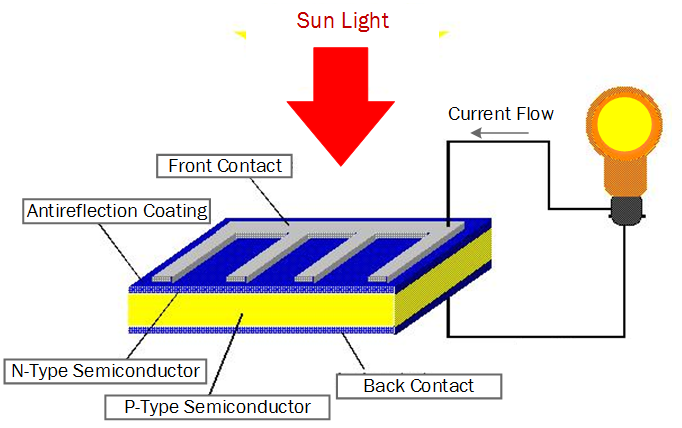 Sun Light
Current Flow
Front Contact
Antireflection Coating
N-Type Semiconductor
Back Contact
P-Type Semiconductor